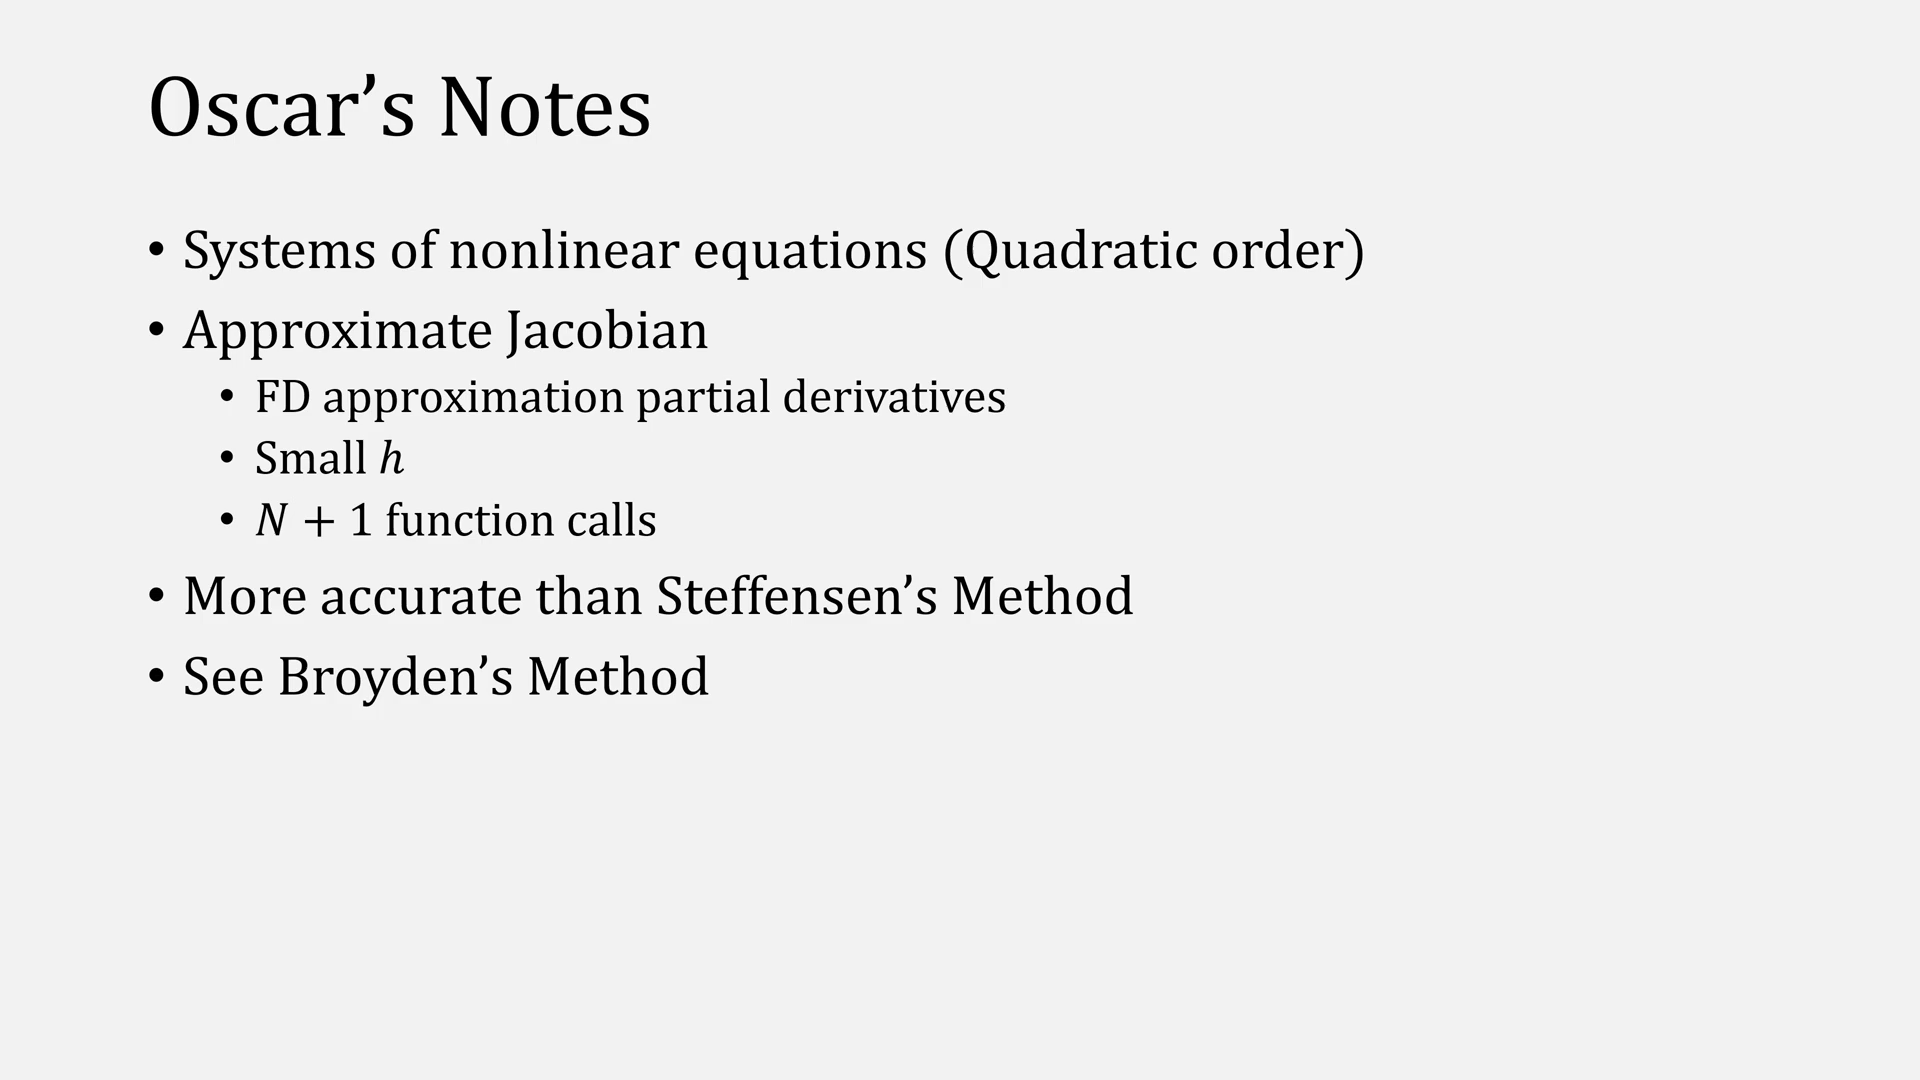 Oscar’s Notes
• Systems of nonlinear equations (Quadratic order)
• Approximate Jacobian
• FD approximation partial derivatives
• Small ℎ
• 𝑁 + 1 function calls
• More accurate than Steffensen’s Method
• See Broyden’s Method